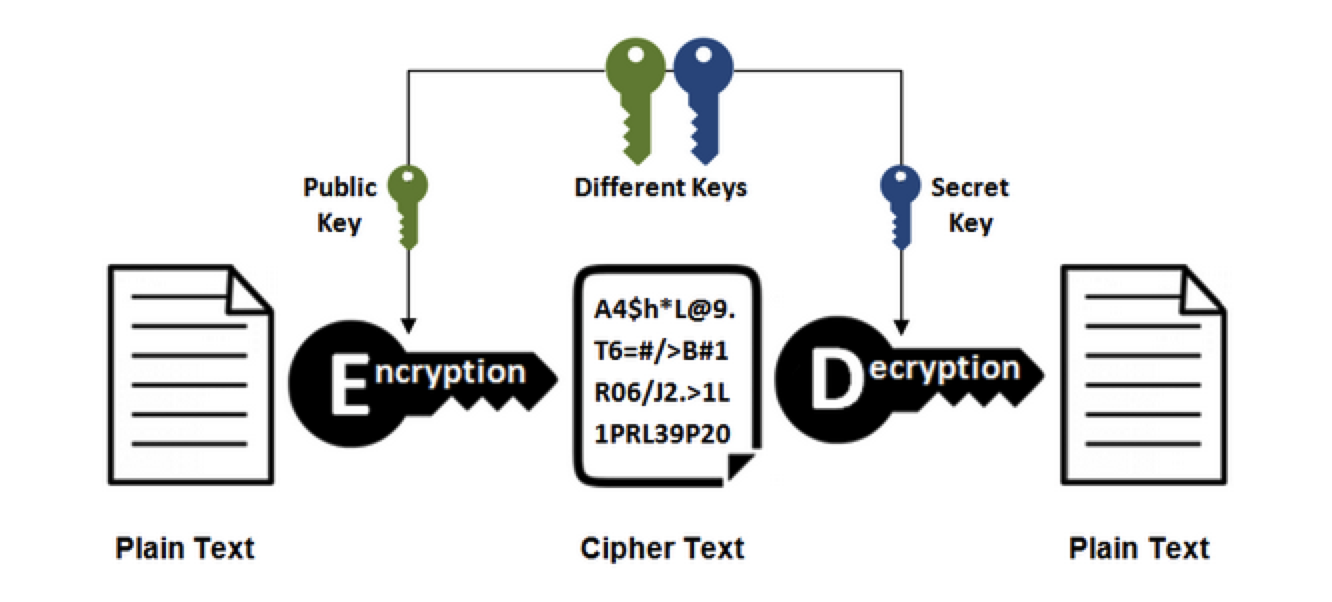 Public
Key
Different Keys
Secret
Key
Encryption
A4$h*L@9.
T6=#/>B#1
R06/J2.>1L
1PRL39P20
Decryption
Plain Text
Cipher Text
Plain Text